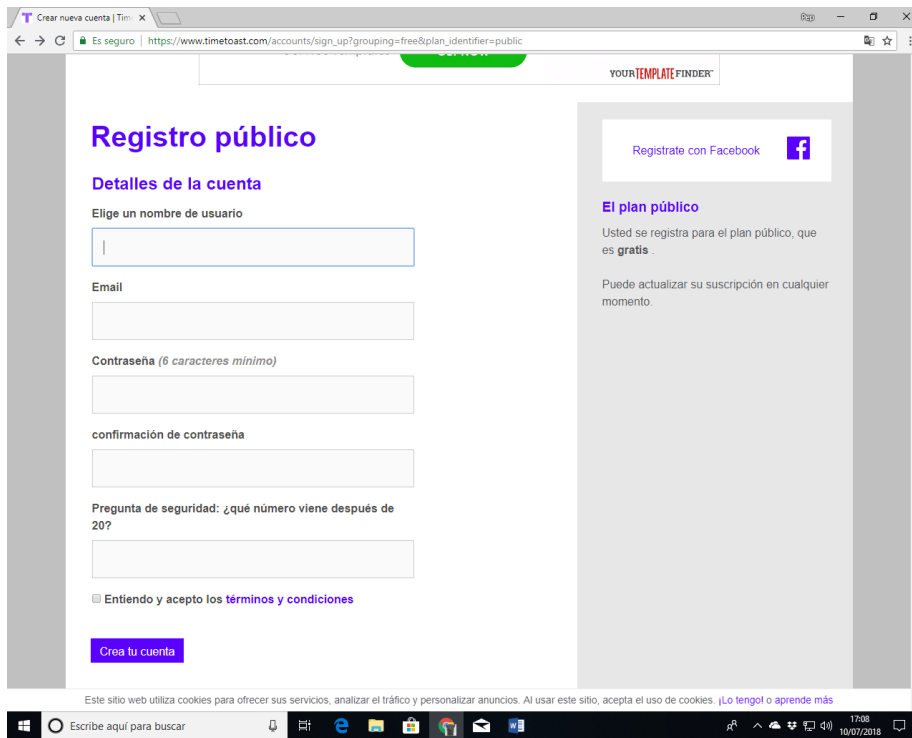 Crear nueva cuenta | Tim
Es seguro | https://www.timetoast.com/accounts/sign_up?grouping=free&plan_identifier=public
YOUR TEMPLATE FINDER
Registro público
Detalles de la cuenta
Elige un nombre de usuario
Email
Contraseña (6 caracteres mínimo)
confirmación de contraseña
Pregunta de seguridad: ¿qué número viene después de
20?
Entiendo y acepto los términos y condiciones
Crea tu cuenta
Registrate con Facebook
El plan público
Usted se registra para el plan público, que
es gratis .
Puede actualizar su suscripción en cualquier
momento.
Este sitio web utiliza cookies para ofrecer sus servicios, analizar el tráfico y personalizar anuncios. Al usar este sitio, acepta el uso de cookies. ¡Lo tengo! o aprende más
Escribe aquí para buscar
17:08
10/07/2018